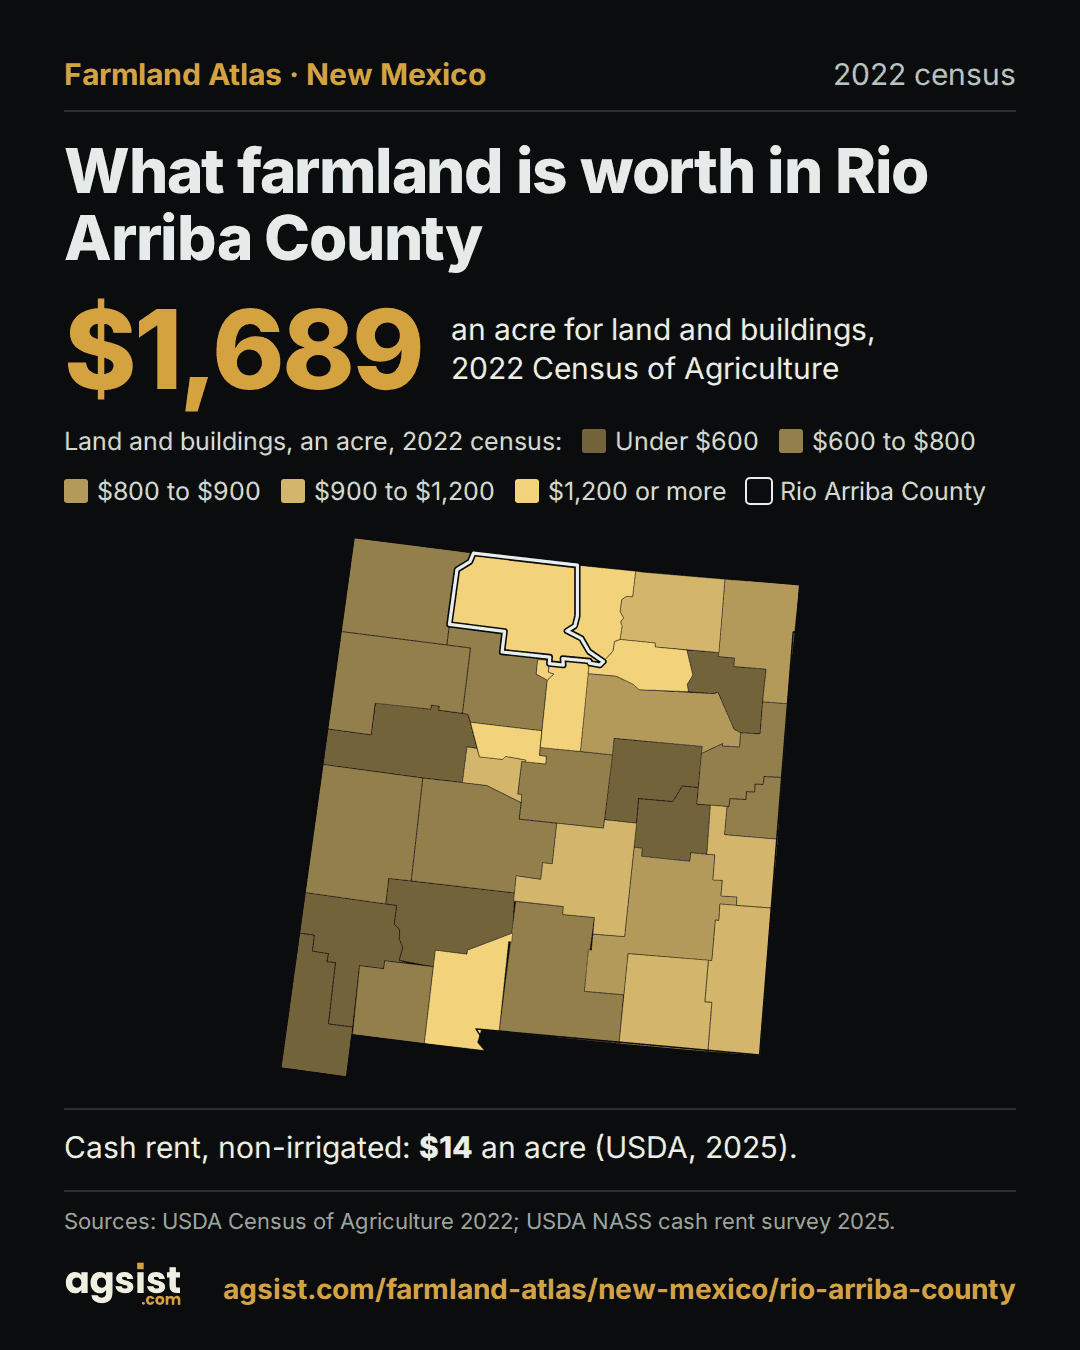 Farmland Atlas · New Mexico
2022 census
What farmland is worth in Rio
Arriba County
$1,689
an acre for land and buildings,
2022 Census of Agriculture
Land and buildings, an acre, 2022 census: Under $600 $600 to $800
$800 to $900 $900 to $1,200 $1,200 or more Rio Arriba County
Cash rent, non-irrigated: $14 an acre (USDA, 2025).
Sources: USDA Census of Agriculture 2022; USDA NASS cash rent survey 2025.
agsist
.com
agsist.com/farmland-atlas/new-mexico/rio-arriba-county